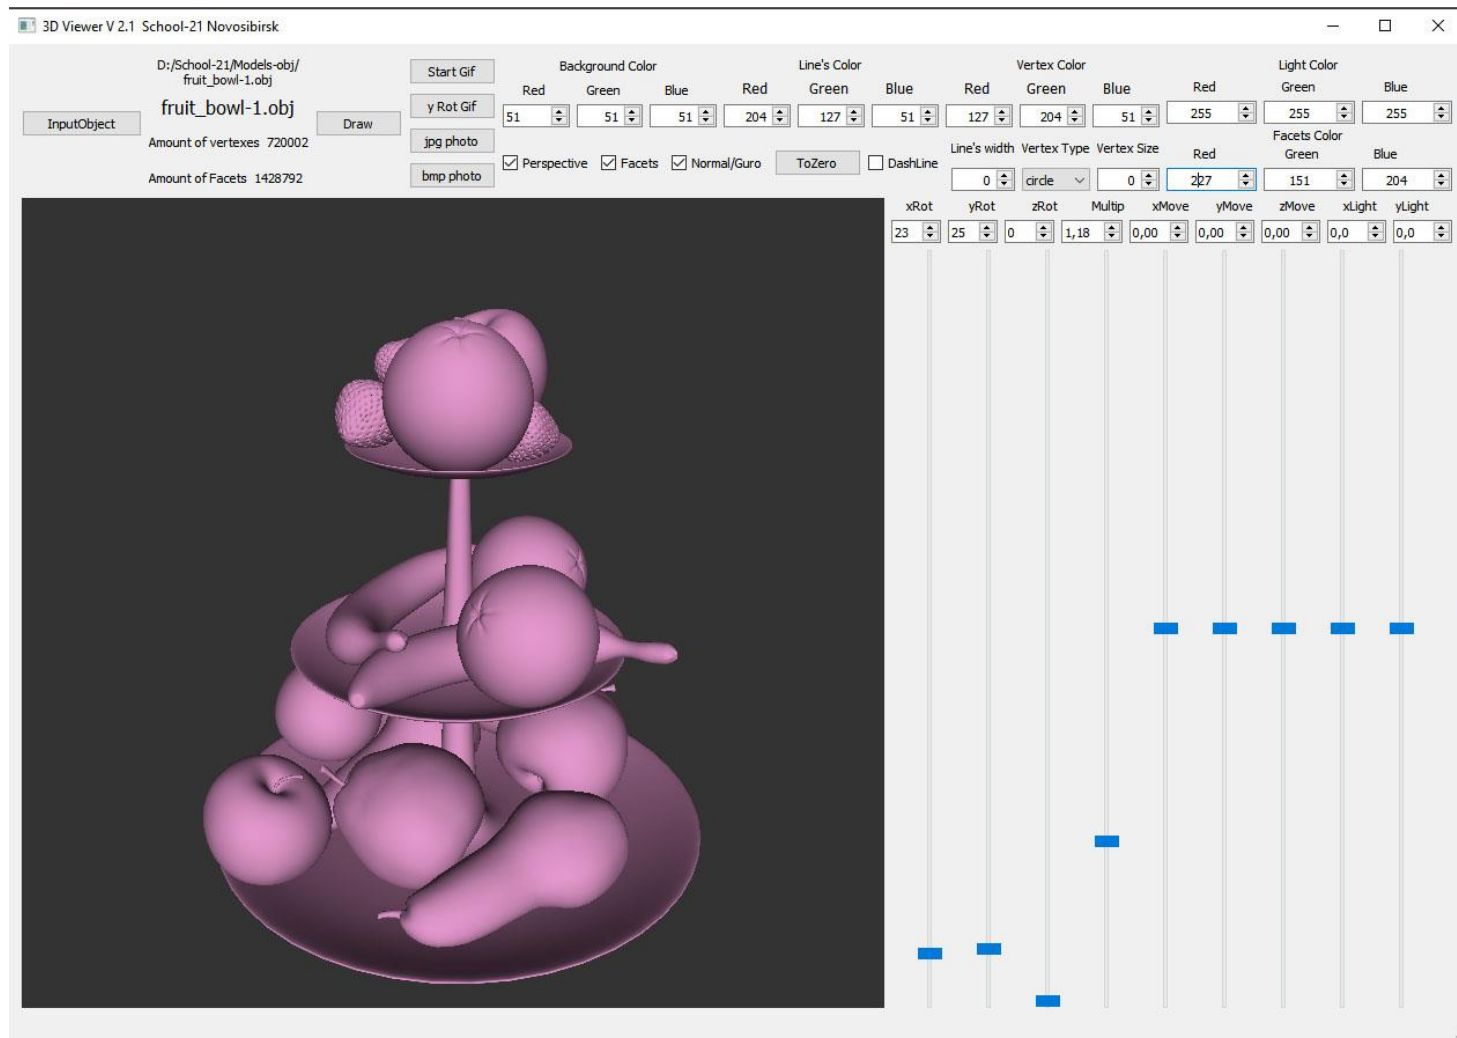 3D Viewer V 2.1 School-21 Novosibirsk
D:/School-21/Models-obj/
fruit_bowl-1.obj
fruit_bowl-1.obj
InputObject
Draw
Amount of vertexes 720002
Amount of Facets 1428792
Start Gif
y Rot Gif
jpg photo
bmp photo
Background Color
Red Green Blue
51 51 51
Line's Color
Red Green Blue
204 127 51
Vertex Color
Red Green Blue
127 204 51
Light Color
Red Green Blue
255 255 255
Perspective Facets Normal/Guro ToZero DashLine
Line's width Vertex Type Vertex Size
0 circle 0
Facets Color
Red Green Blue
227 151 204
xRot yRot zRot Multip xMove yMove zMove xLight yLight
23 25 0 1,18 0,00 0,00 0,00 0,0 0,0